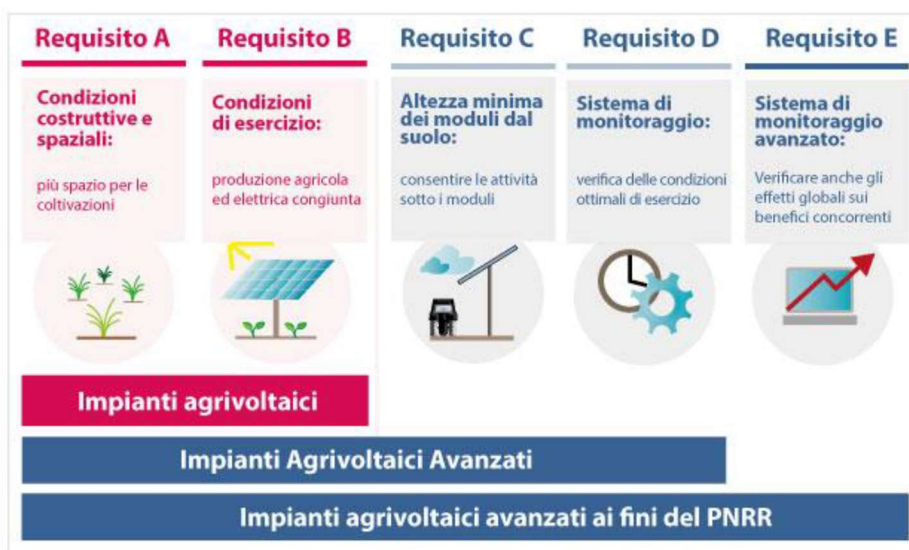 Requisito A
Requisito B
Requisito C
Requisito D
Requisito E
Condizioni
costruttive e
spaziali:
più spazio per le
coltivazioni
Condizioni
di esercizio:
produzione agricola
ed elettrica congiunta
Altezza minima
dei moduli dal
suolo:
consentire le attività
sotto i moduli
Sistema di
monitoraggio:
verifica delle condizioni
ottimali di esercizio
Sistema di
monitoraggio
avanzato:
Verificare anche gli
effetti globali sui
benefici concorrenti
Impianti agrivoltaici
Impianti Agrivoltaici Avanzati
Impianti agrivoltaici avanzati ai fini del PNRR